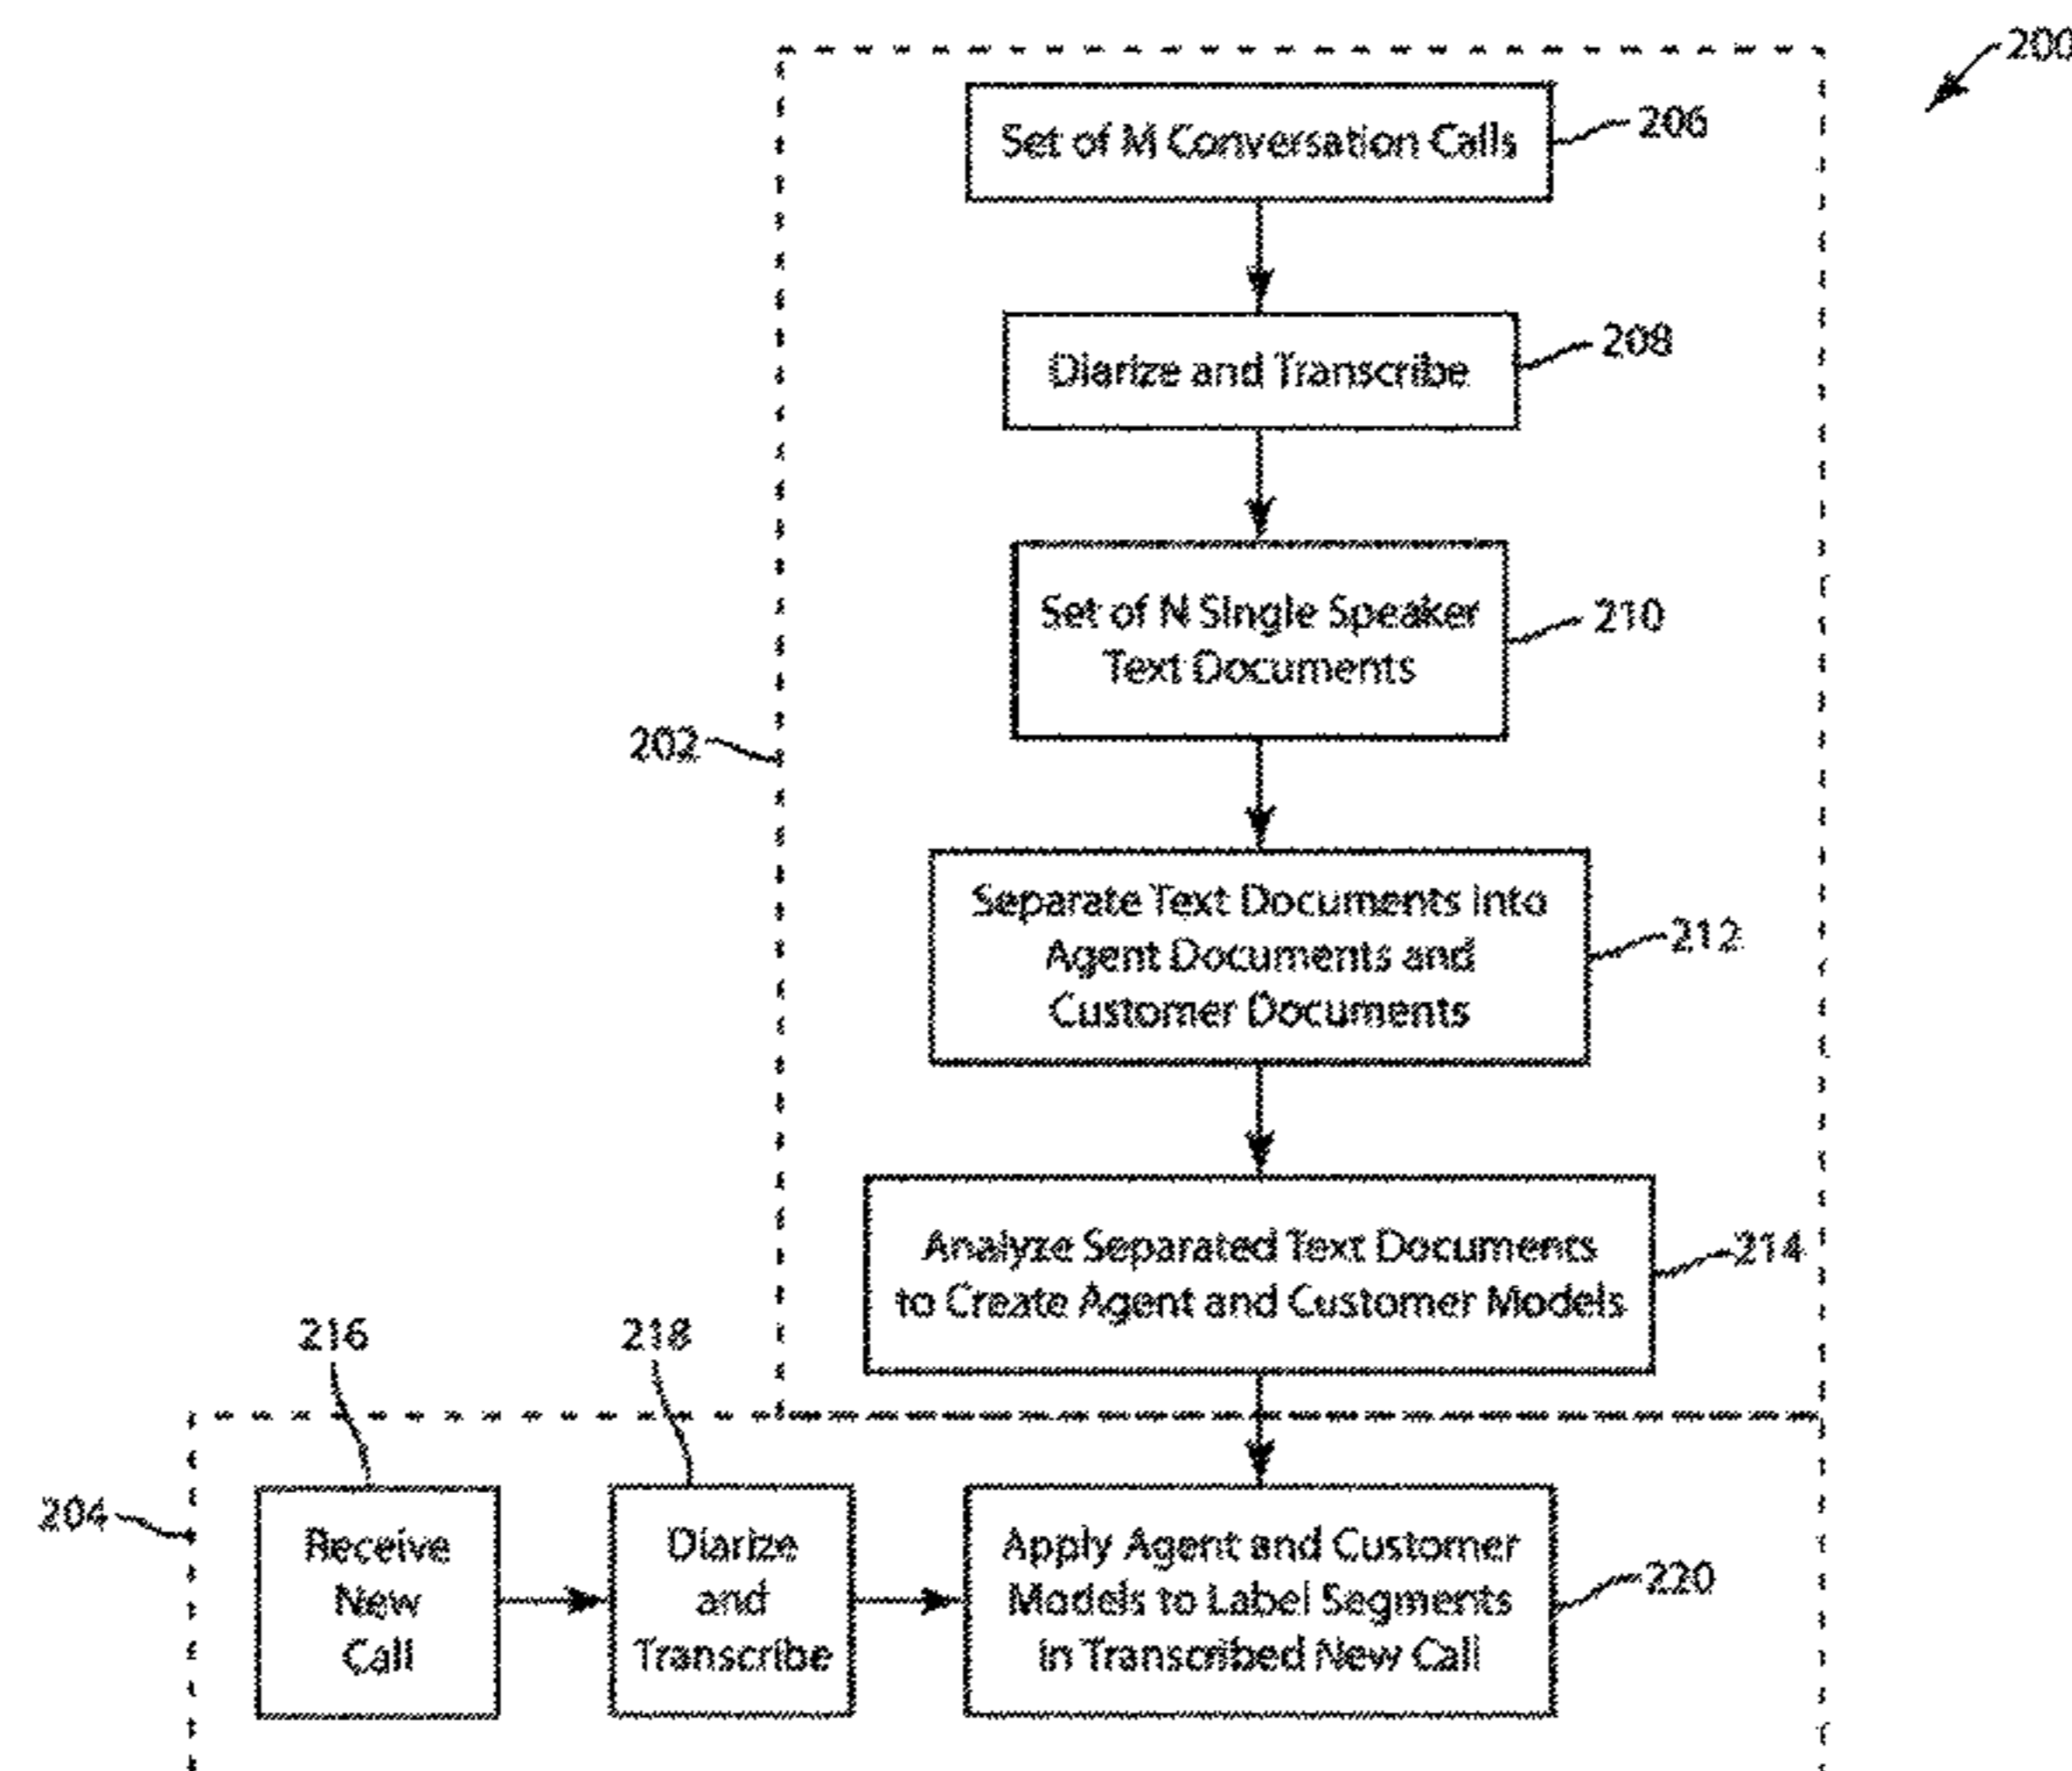 200
Set of M Conversation Calls
206
Diarize and Transcribe
208
Set of N Single Speaker
Text Documents
210
202
Separate Text Documents into
Agent Documents and
Customer Documents
212
Analyze Separated Text Documents
to Create Agent and Customer Models
214
216
218
204
Receive
New
Call
Diarize
and
Transcribe
Apply Agent and Customer
Models to Label Segments
in Transcribed New Call
220